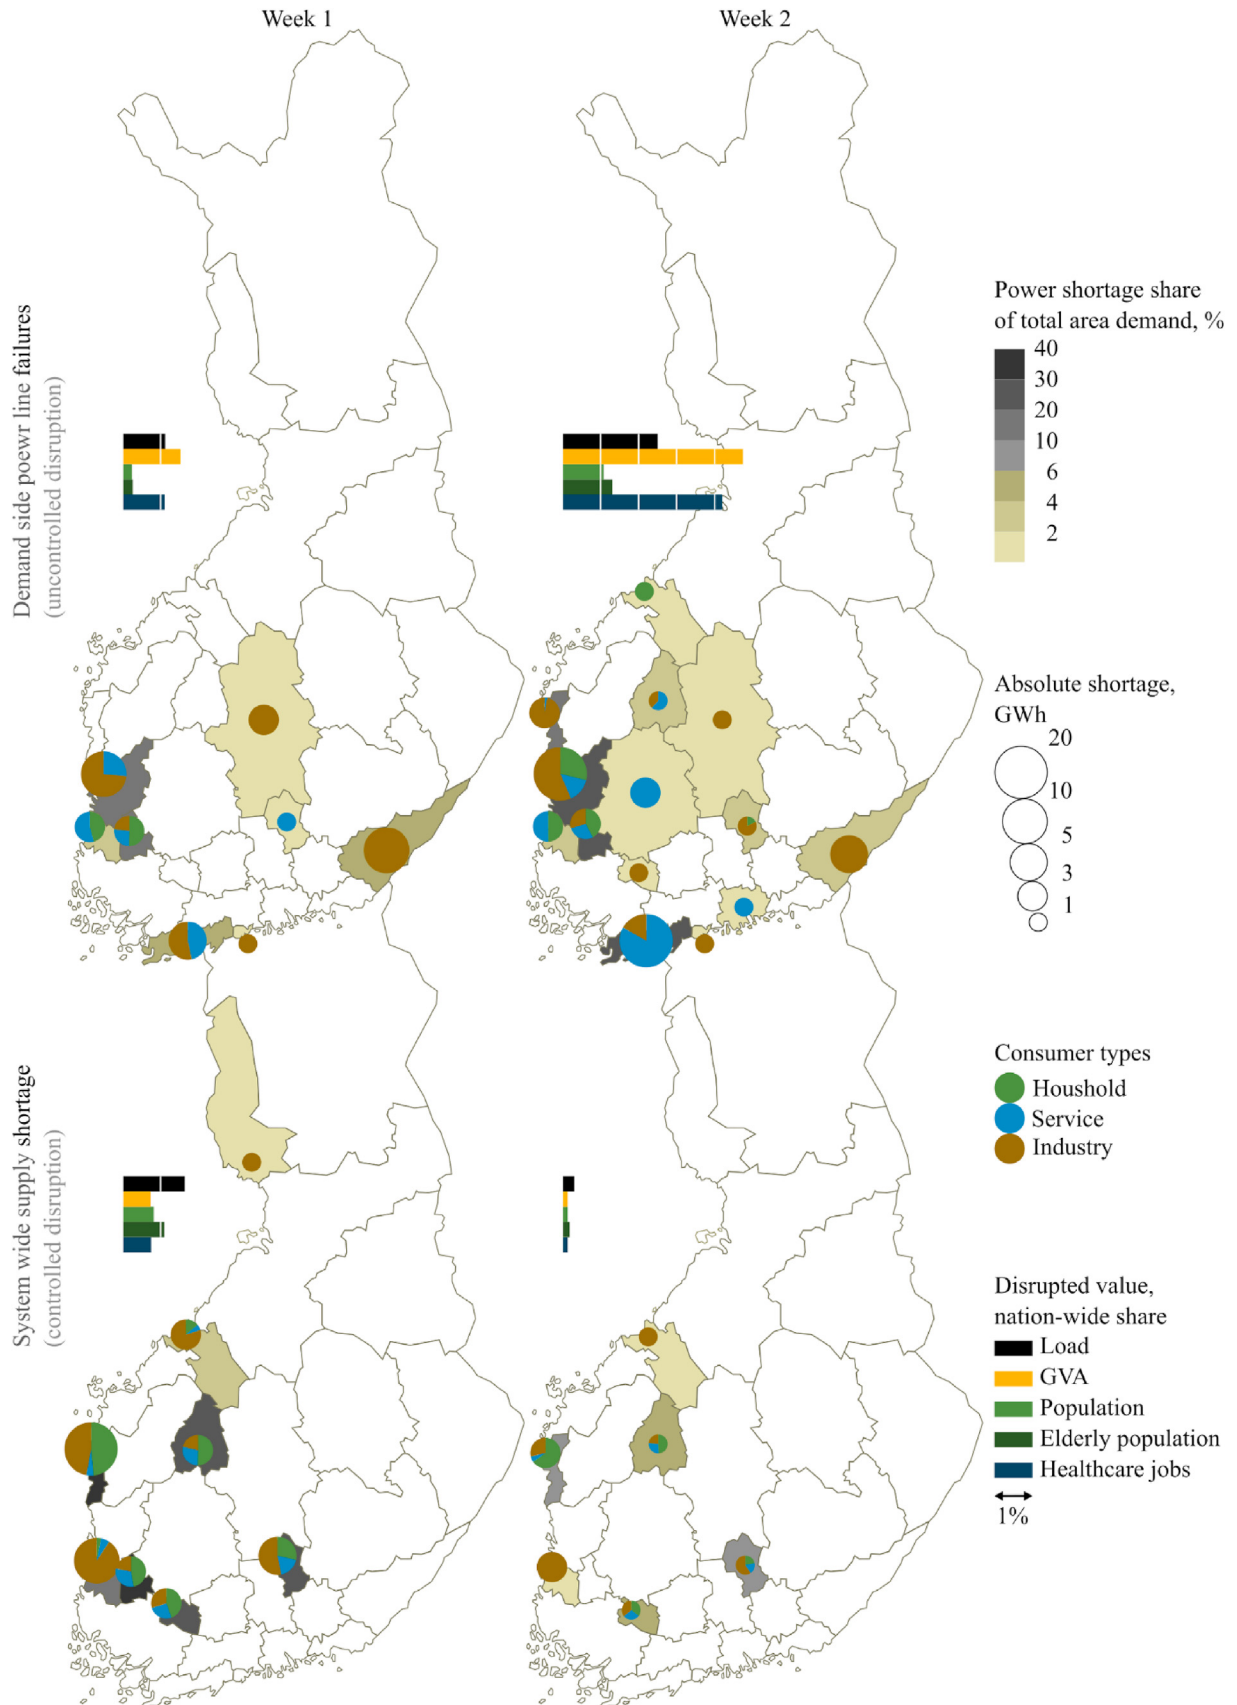 Week 1
Week 2
Demand side poewr line failures
(uncontrolled disruption)
Power shortage share
of total area demand, %
40
30
20
10
6
4
2
Absolute shortage,
GWh
20
10
5
3
1
System wide supply shortage
(controlled disruption)
Consumer types
Houshold
Service
Industry
Disrupted value,
nation-wide share
Load
GVA
Population
Elderly population
Healthcare jobs
1%